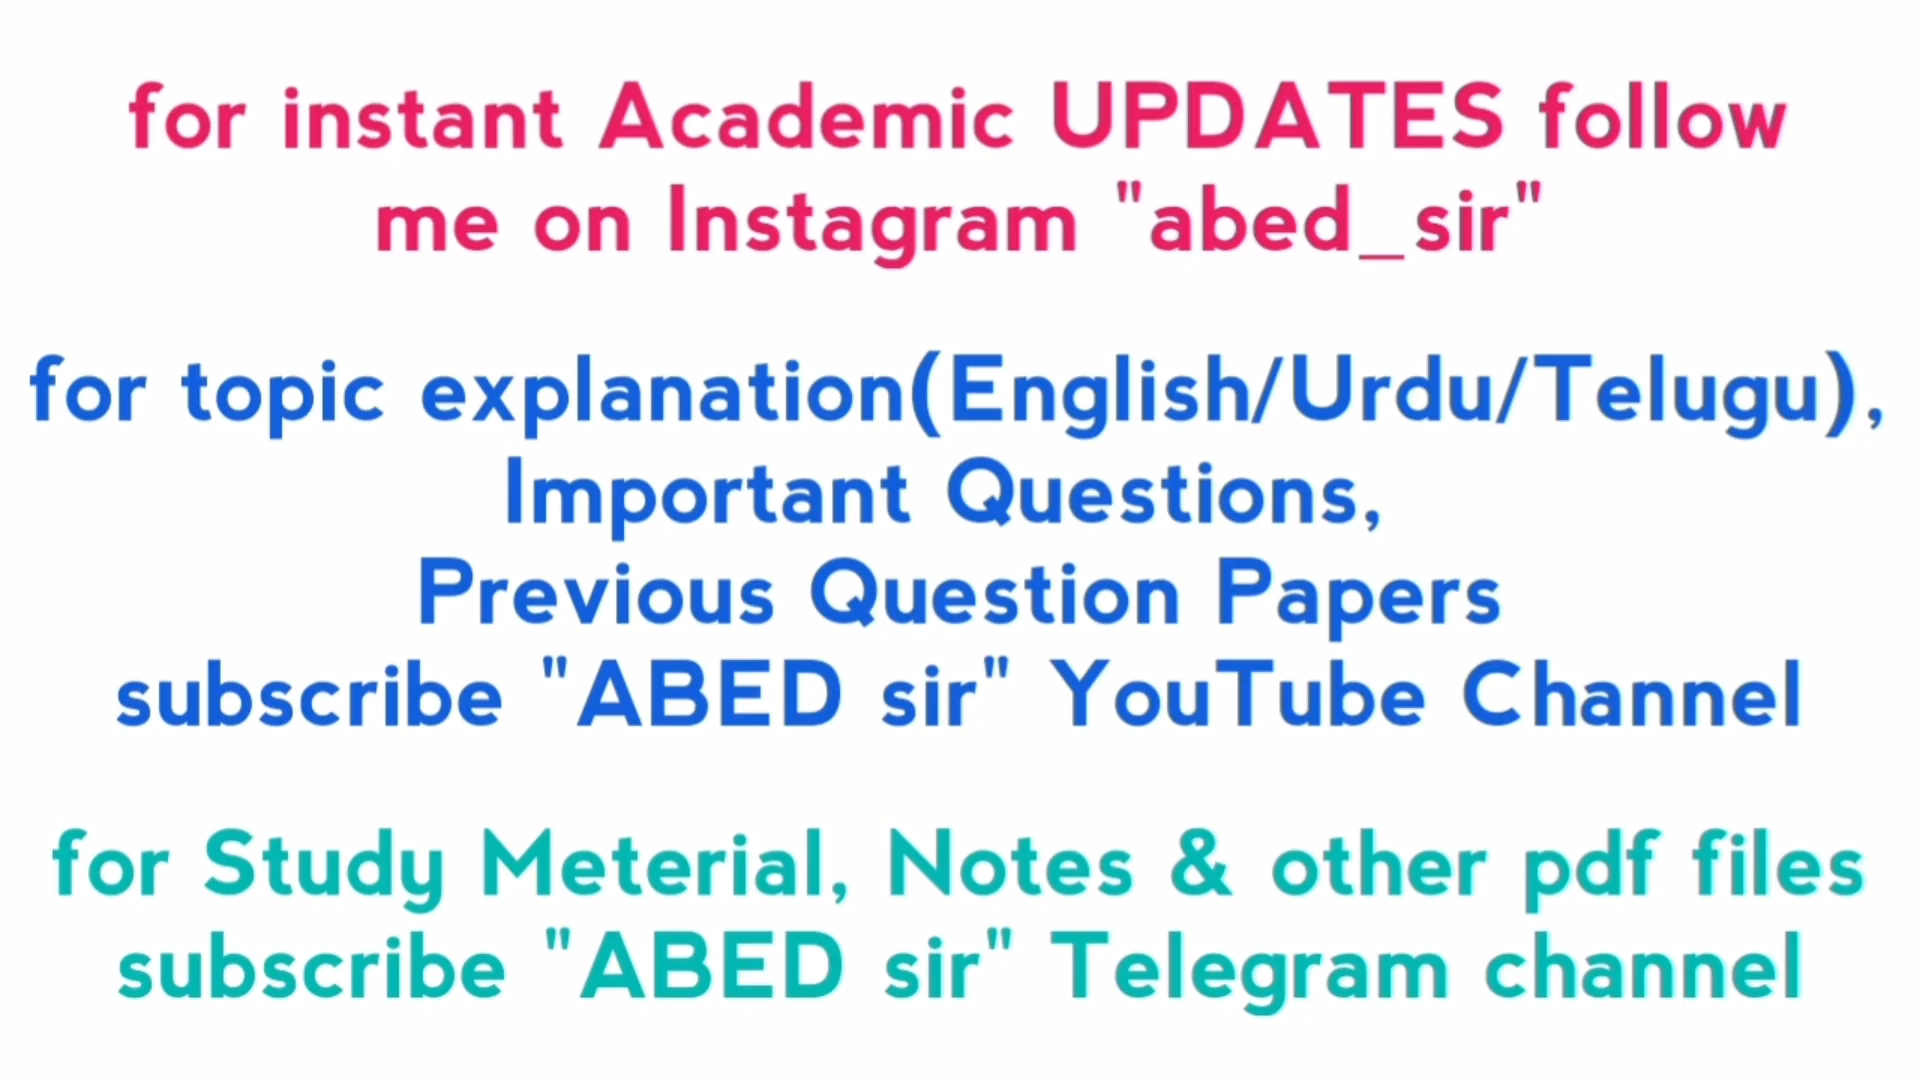 for instant Academic UPDATES follow
me on Instagram "abed_sir"
for topic explanation(English/Urdu/Telugu),
Important Questions,
Previous Question Papers
subscribe "ABED sir" YouTube Channel
for Study Meterial, Notes & other pdf files
subscribe "ABED sir" Telegram channel